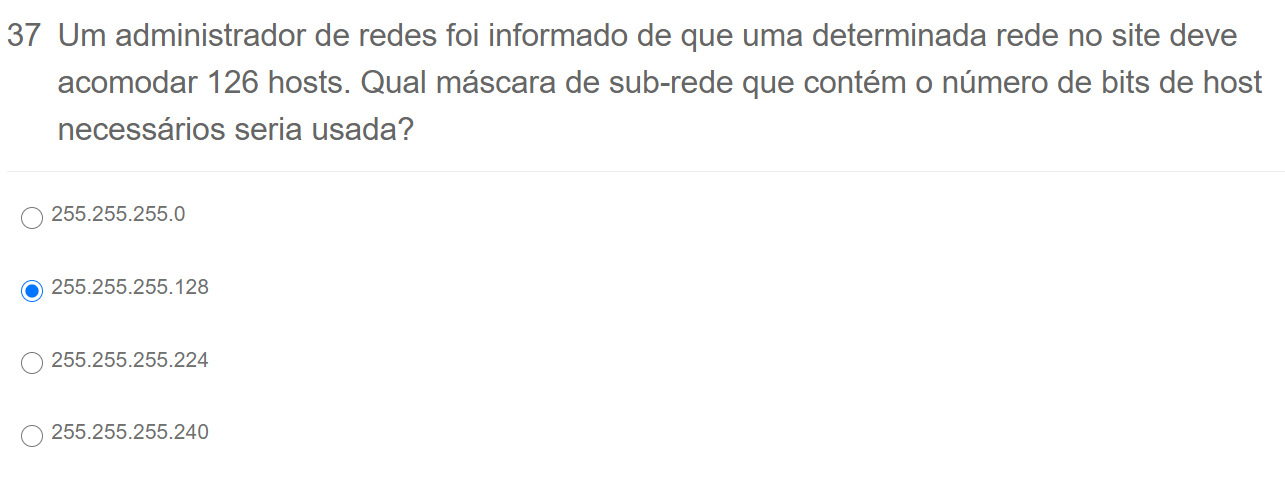 37 Um administrador de redes foi informado de que uma determinada rede no site deve
acomodar 126 hosts. Qual máscara de sub-rede que contém o número de bits de host
necessários seria usada?
255.255.255.0
255.255.255.128
255.255.255.224
255.255.255.240